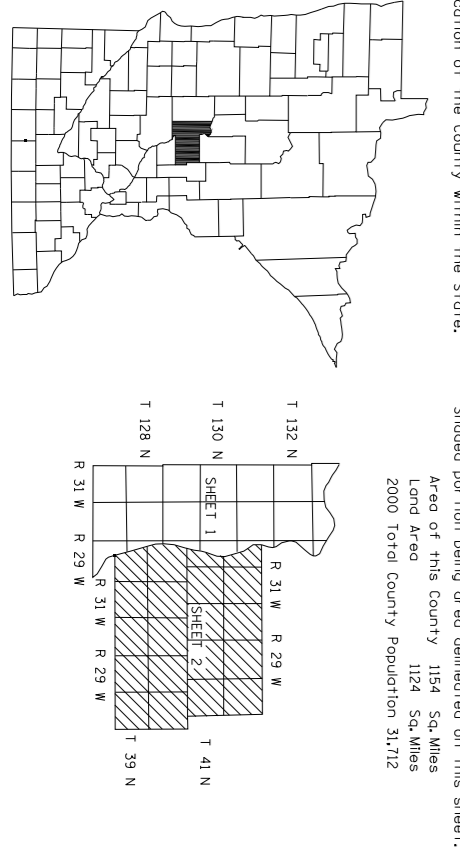 cation of the County within the State.
shaded portion being area delineated on this sheet.
Area of this County 1154 Sq. Miles
Land Area 1124 Sq. Miles
2000 Total County Population 31,712
T 132 N
T 130 N
T 128 N
R 31 W
R 29 W
SHEET 1
R 31 W
R 29 W
SHEET 2
R 31 W
R 29 W
T 41 N
T 39 N